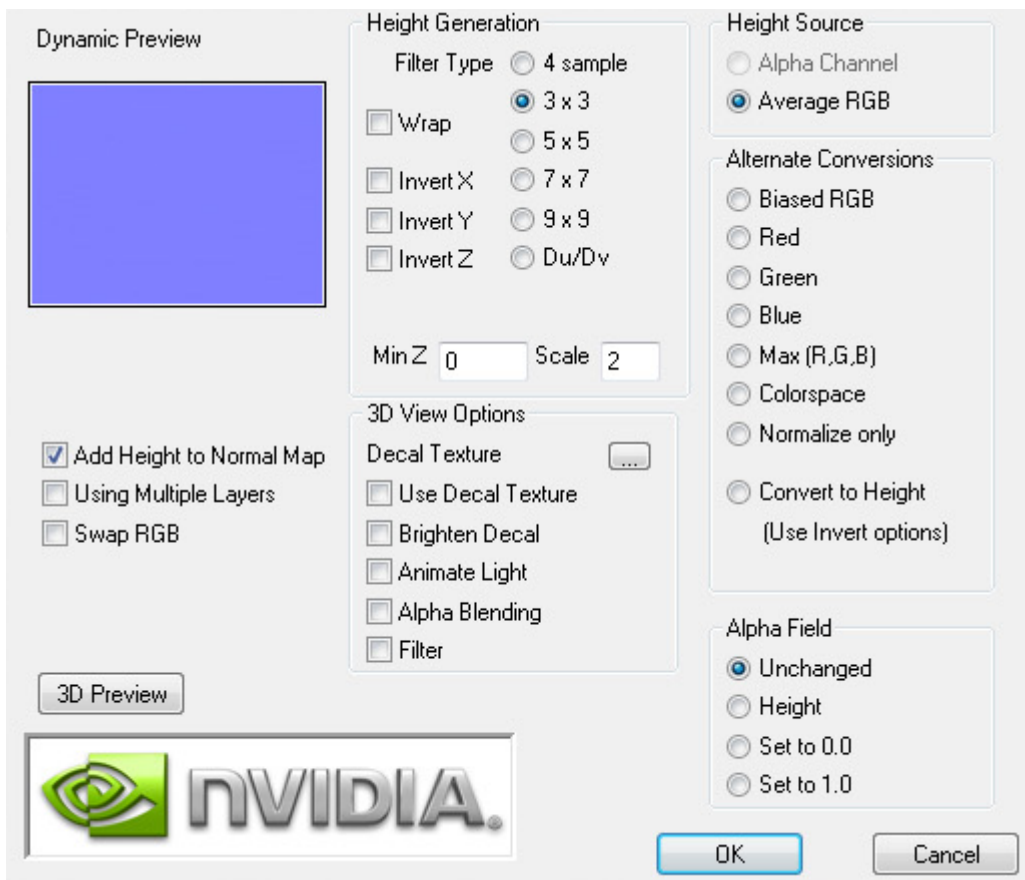 Dynamic Preview
Add Height to Normal Map
Using Multiple Layers
Swap RGB
3D Preview
nVIDIA.
Height Generation
Filter Type
4 sample
3 x 3
5 x 5
7 x 7
9 x 9
Du/Dv
Wrap
Invert X
Invert Y
Invert Z
Min Z 0 Scale 2
3D View Options
Decal Texture ...
Use Decal Texture
Brighten Decal
Animate Light
Alpha Blending
Filter
Height Source
Alpha Channel
Average RGB
Alternate Conversions
Biased RGB
Red
Green
Blue
Max (R,G,B)
Colorspace
Normalize only
Convert to Height
(Use Invert options)
Alpha Field
Unchanged
Height
Set to 0.0
Set to 1.0
OK Cancel